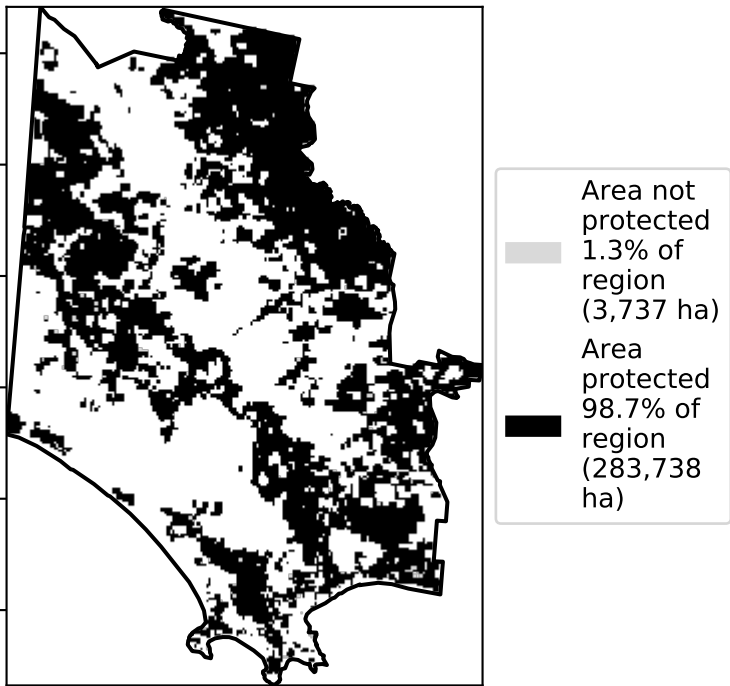 Area not
protected
1.3% of
region
(3,737 ha)
Area
protected
98.7% of
region
(283,738
ha)